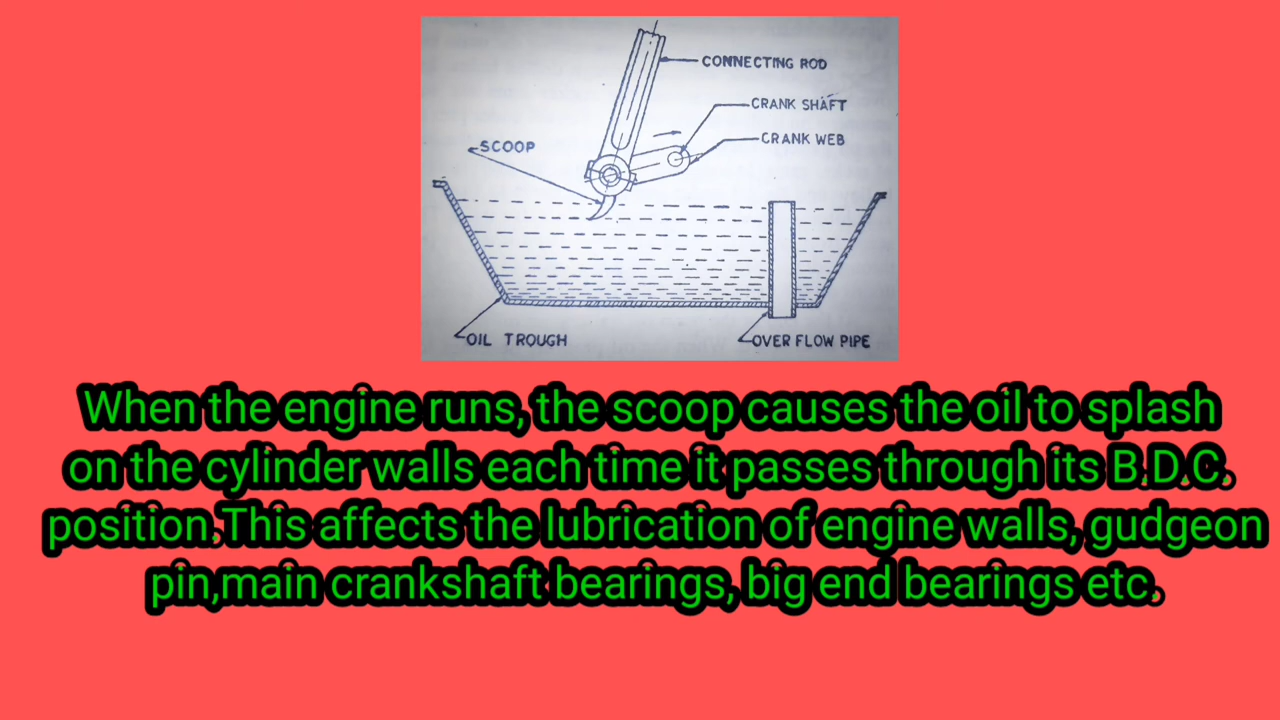 CONNECTING ROD
CRANK SHAFT
CRANK WEB
SCOOP
OIL TROUGH
OVER FLOW PIPE
When the engine runs, the scoop causes the oil to splash
on the cylinder walls each time it passes through its B.D.C.
position.This affects the lubrication of engine walls, gudgeon
pin,main crankshaft bearings, big end bearings etc.